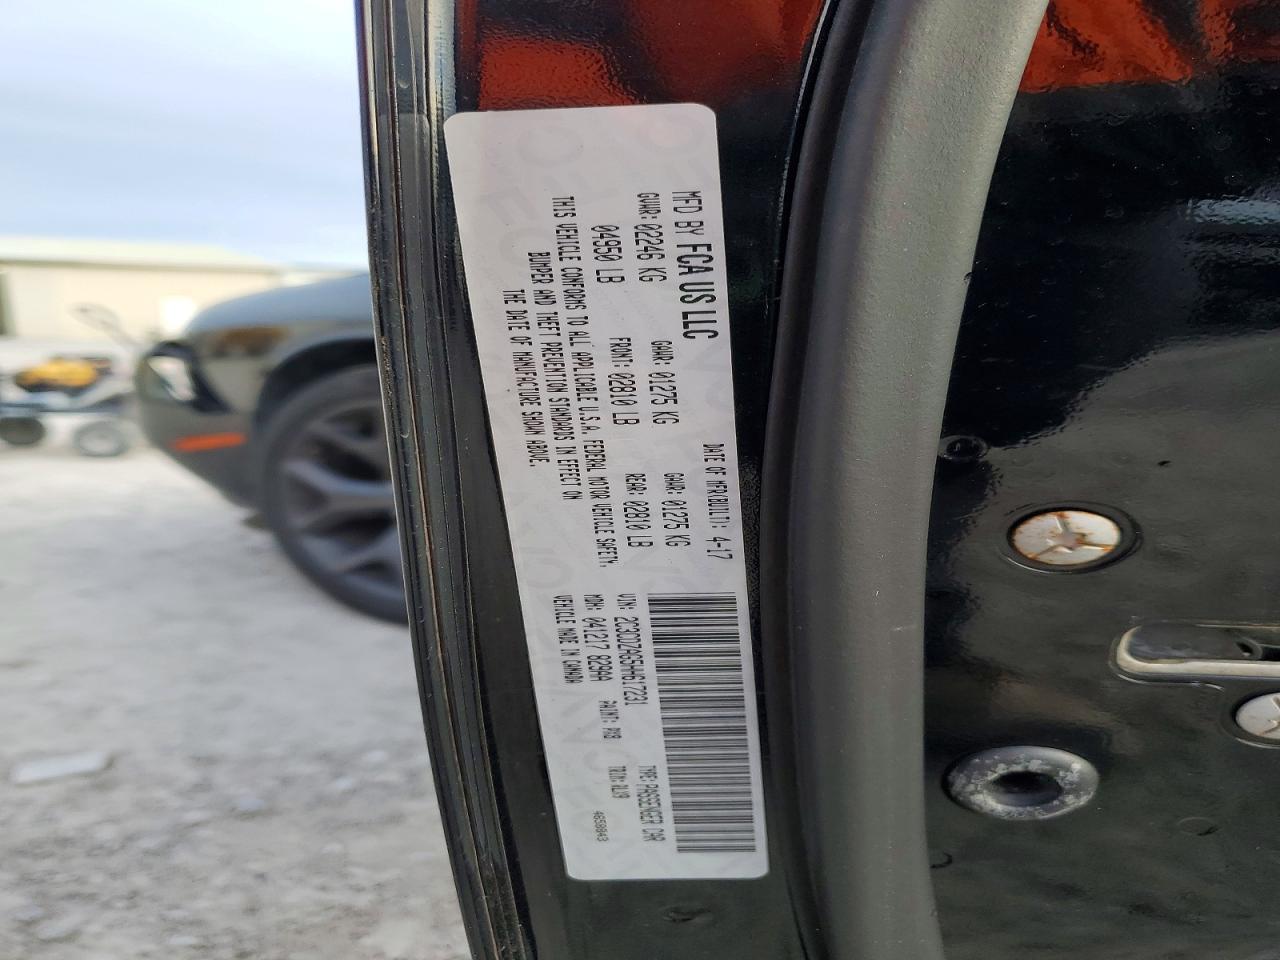 MFD BY FCA US LLC
DATE OF MFR(BUILT): 4-17
GVWR: 02246 KG
GAWR: 01275 KG
GAWR: 01275 KG
04950 LB
FRONT: 02810 LB
REAR: 02810 LB
THIS VEHICLE CONFORMS TO ALL APPLICABLE U.S.A. FEDERAL MOTOR VEHICLE SAFETY,
BUMPER AND THEFT PREVENTION STANDARDS IN EFFECT ON
THE DATE OF MANUFACTURE SHOWN ABOVE.
VIN: 2C3CDZAG5HH617231
TYPE: PASSENGER CAR
MDH: 041217 829AA
PAINT: PX8
TRIM: BLX9
VEHICLE MADE IN CANADA